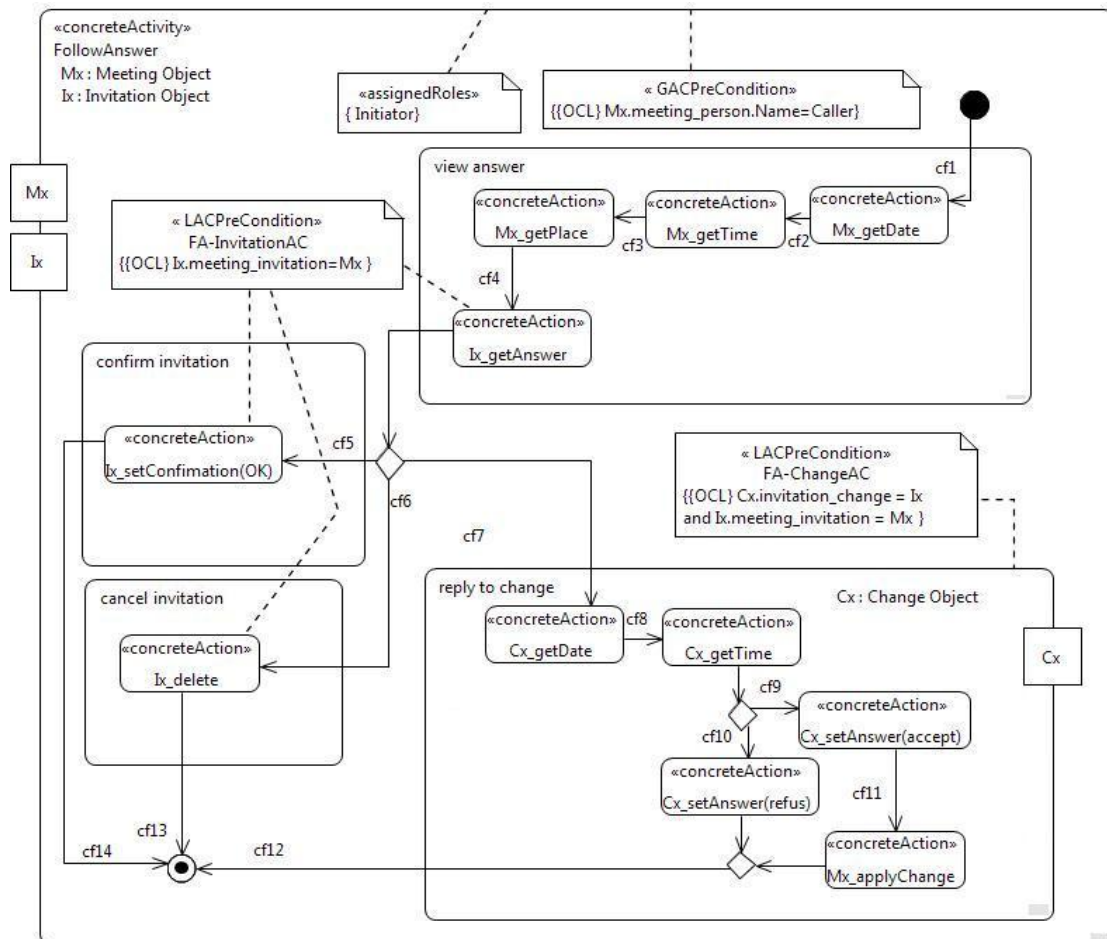 «concreteActivity»
FollowAnswer
Mx : Meeting Object
Ix : Invitation Object
«assignedRoles»
{ Initiator}
« GACPreCondition»
{{OCL} Mx.meeting_person.Name=Caller}
cf1
view answer
Mx
Ix
« LACPreCondition»
FA-InvitationAC
{{OCL} Ix.meeting_invitation=Mx }
«concreteAction»
Mx_getPlace
cf3
«concreteAction»
Mx_getTime
cf2
«concreteAction»
Mx_getDate
cf4
«concreteAction»
Ix_getAnswer
confirm invitation
«concreteAction»
Ix_setConfimation(OK)
cf5
cf6
cf7
« LACPreCondition»
FA-ChangeAC
{{OCL} Cx.invitation_change = Ix
and Ix.meeting_invitation = Mx }
cancel invitation
«concreteAction»
Ix_delete
reply to change
Cx : Change Object
Cx
«concreteAction»
Cx_getDate
cf8
«concreteAction»
Cx_getTime
cf9
cf10
«concreteAction»
Cx_setAnswer(accept)
«concreteAction»
Cx_setAnswer(refus)
cf11
«concreteAction»
Mx_applyChange
cf12
cf13
cf14